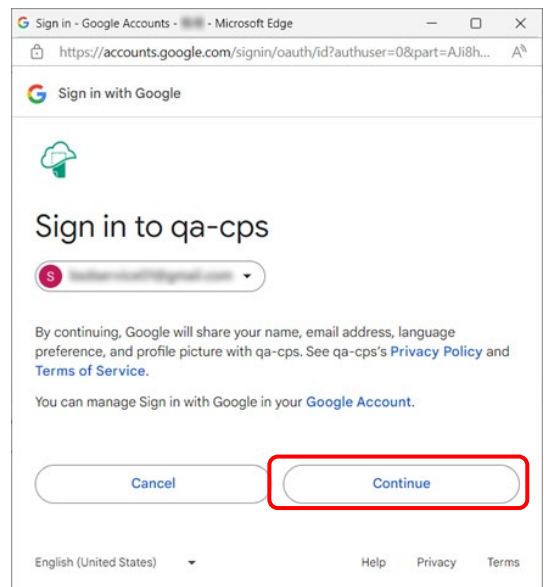 Sign in - Google Accounts - - Microsoft Edge
https://accounts.google.com/signin/oauth/id?authuser=0&part=AJi8h...
Sign in with Google
Sign in to qa-cps
S
By continuing, Google will share your name, email address, language
preference, and profile picture with qa-cps. See qa-cps's Privacy Policy and
Terms of Service.
You can manage Sign in with Google in your Google Account.
Cancel Continue
English (United States) Help Privacy Terms